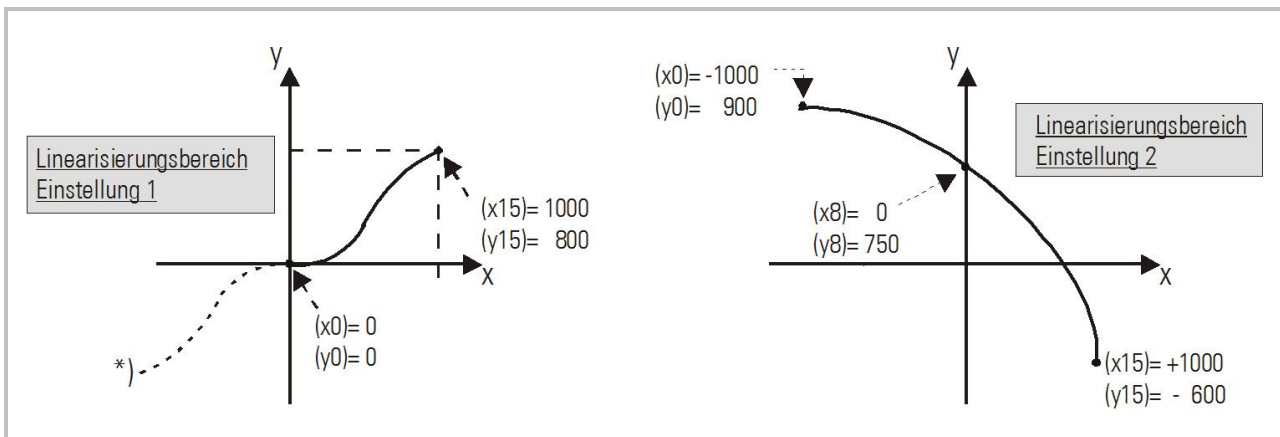 y
Linearisierungsbereich
Einstellung 1
(x15)= 1000
(y15)= 800
x
(x0)= 0
(y0)= 0
*)
y
(x0)= -1000
(y0)= 900
Linearisierungsbereich
Einstellung 2
(x8)= 0
(y8)= 750
x
(x15)= +1000
(y15)= - 600